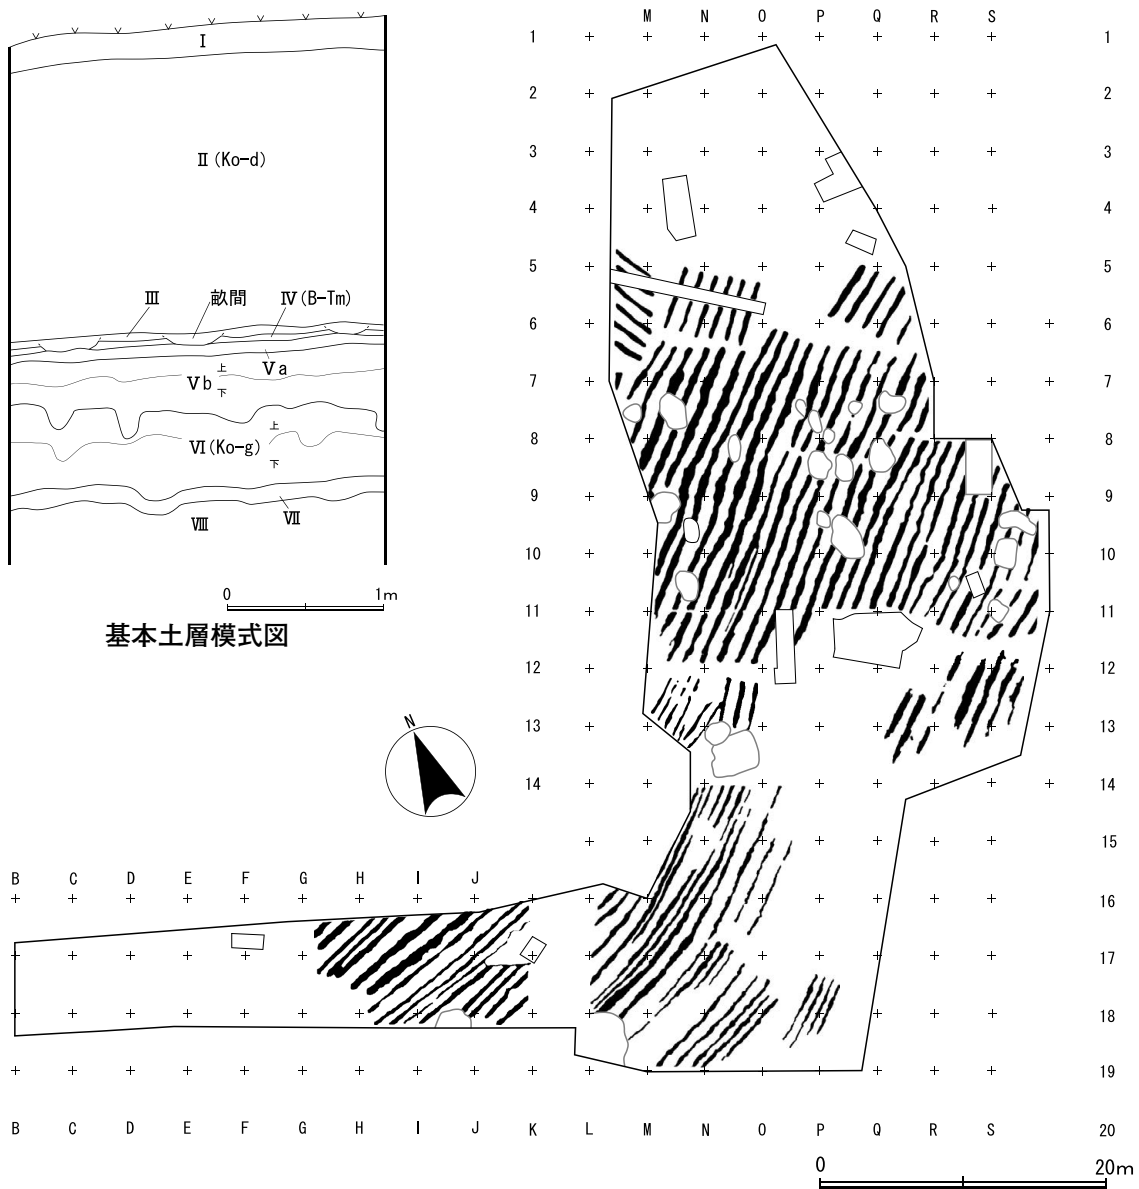 I
II (Ko-d)
III
畝間
IV (B-Tm)
Va
Vb
上
下
VI (Ko-g)
上
下
VII
VIII
0 1m
基本土層模式図
N
M N O P Q R S
1 1
2 2
3 3
4 4
5 5
6 6
7 7
8 8
9 9
10 10
11 11
12 12
13 13
14 14
15
B C D E F G H I J
16
17
18
19
B C D E F G H I J K L M N O P Q R S 20
0 20m